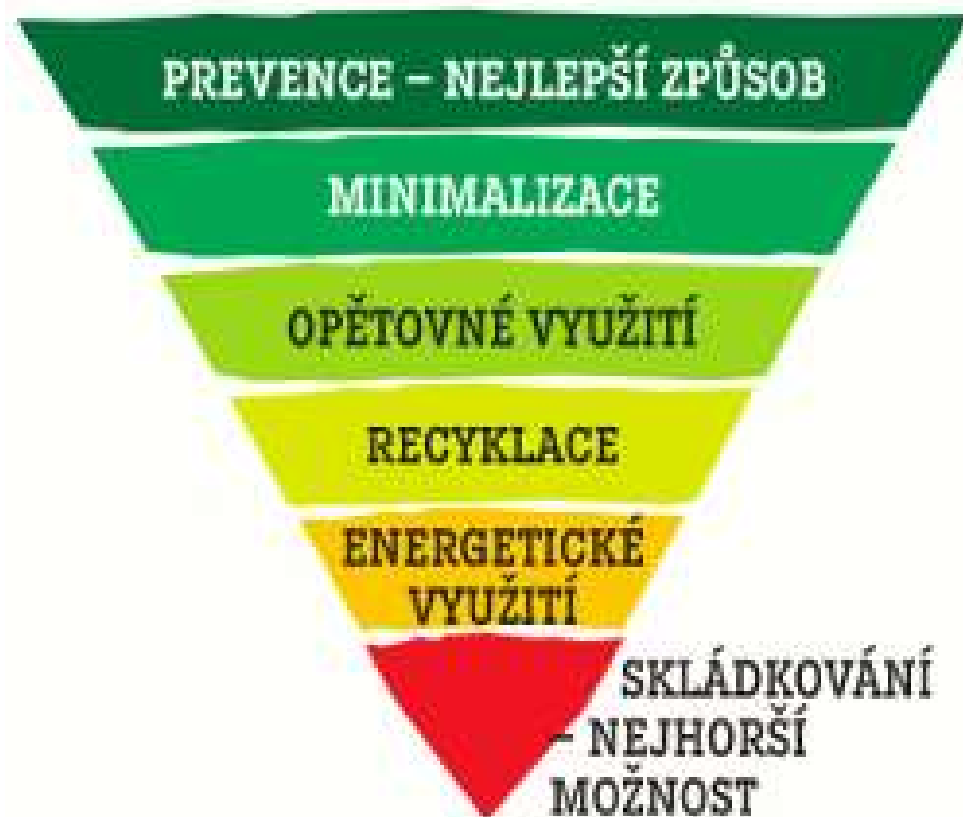 PREVENCE – NEJLEPŠÍ ZPŮSOB
MINIMALIZACE
OPĚTOVNÉ VYUŽITÍ
RECYKLACE
ENERGETICKÉ
VYUŽITÍ
SKLÁDKOVÁNÍ
– NEJHORŠÍ
MOŽNOST